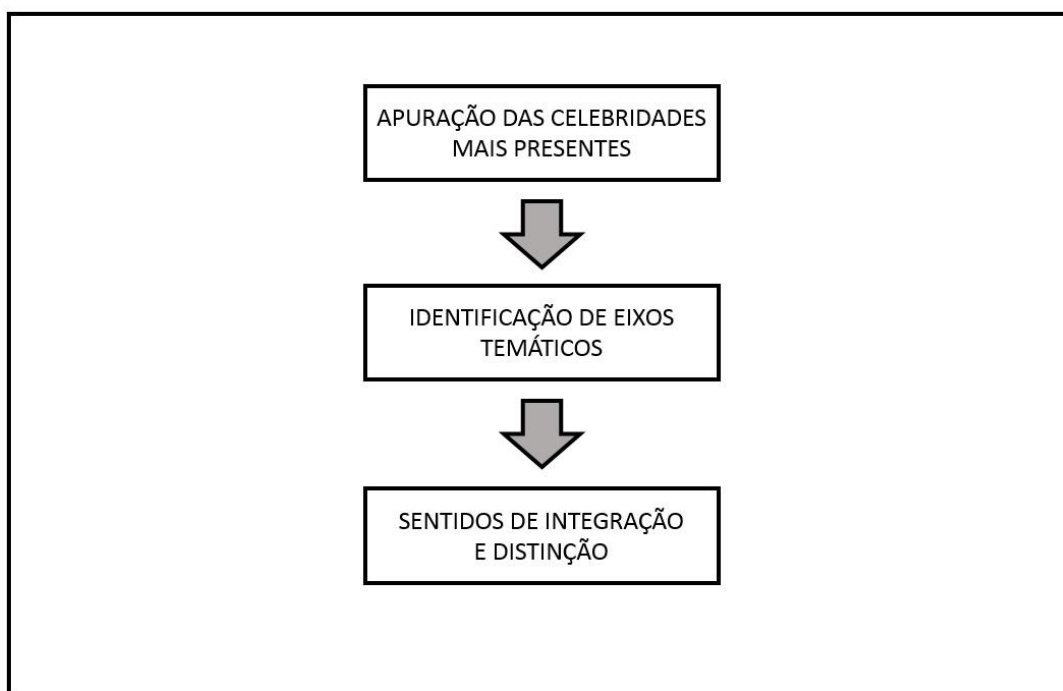 APURAÇÃO DAS CELEBRIDADES
MAIS PRESENTES
IDENTIFICAÇÃO DE EIXOS
TEMÁTICOS
SENTIDOS DE INTEGRAÇÃO
E DISTINÇÃO